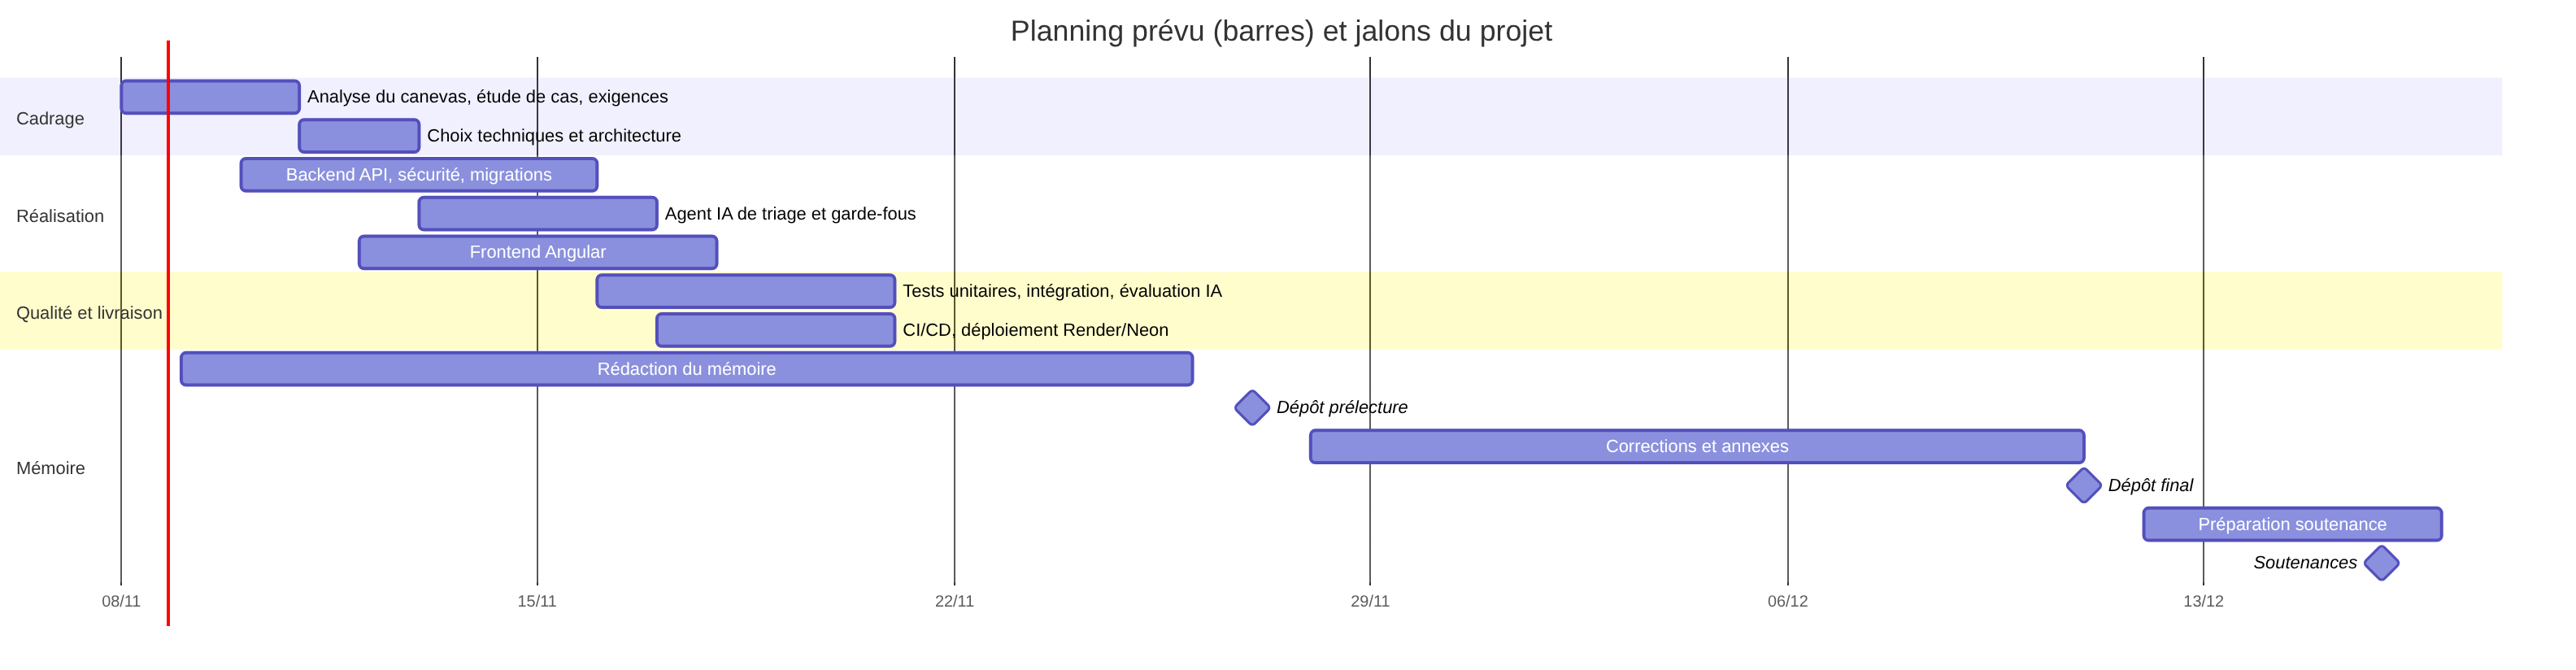 Planning prévu (barres) et jalons du projet
Cadrage
Analyse du canevas, étude de cas, exigences
Choix techniques et architecture
Réalisation
Backend API, sécurité, migrations
Agent IA de triage et garde-fous
Frontend Angular
Qualité et livraison
Tests unitaires, intégration, évaluation IA
CI/CD, déploiement Render/Neon
Mémoire
Rédaction du mémoire
Dépôt prélecture
Corrections et annexes
Dépôt final
Préparation soutenance
Soutenances
08/11
15/11
22/11
29/11
06/12
13/12